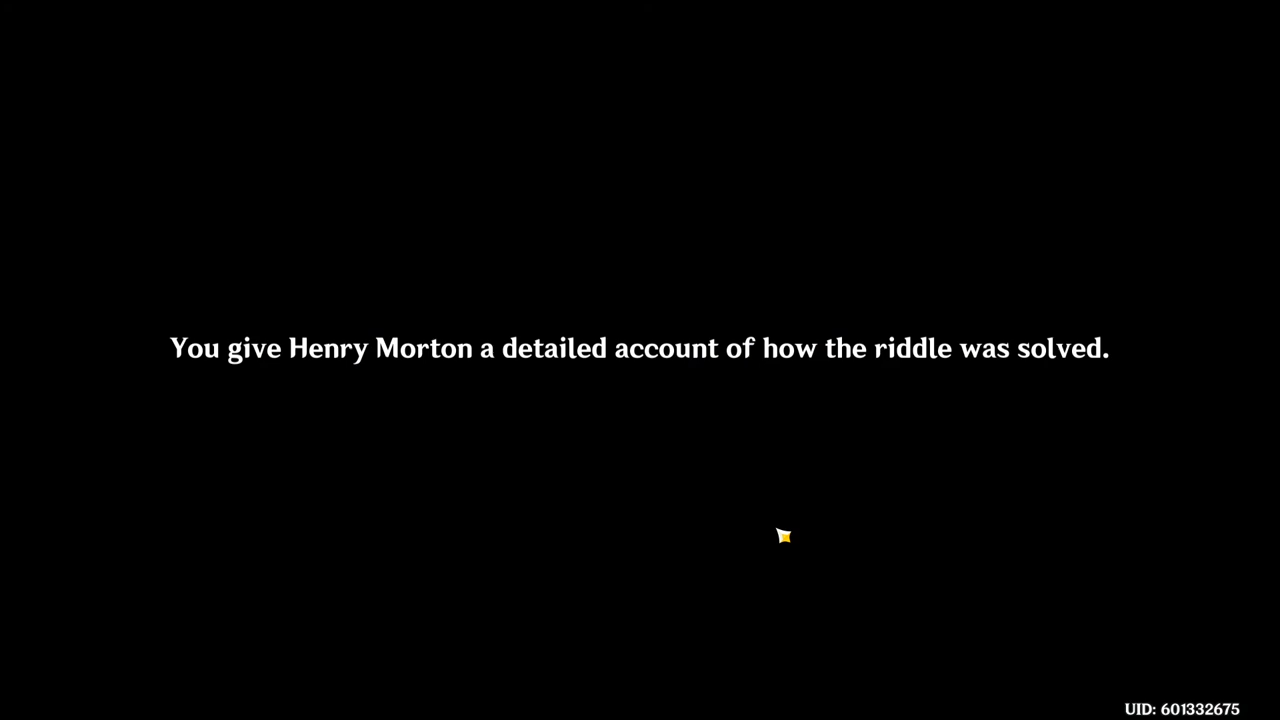 You give Henry Morton a detailed account of how the riddle was solved.
UID: 601332675